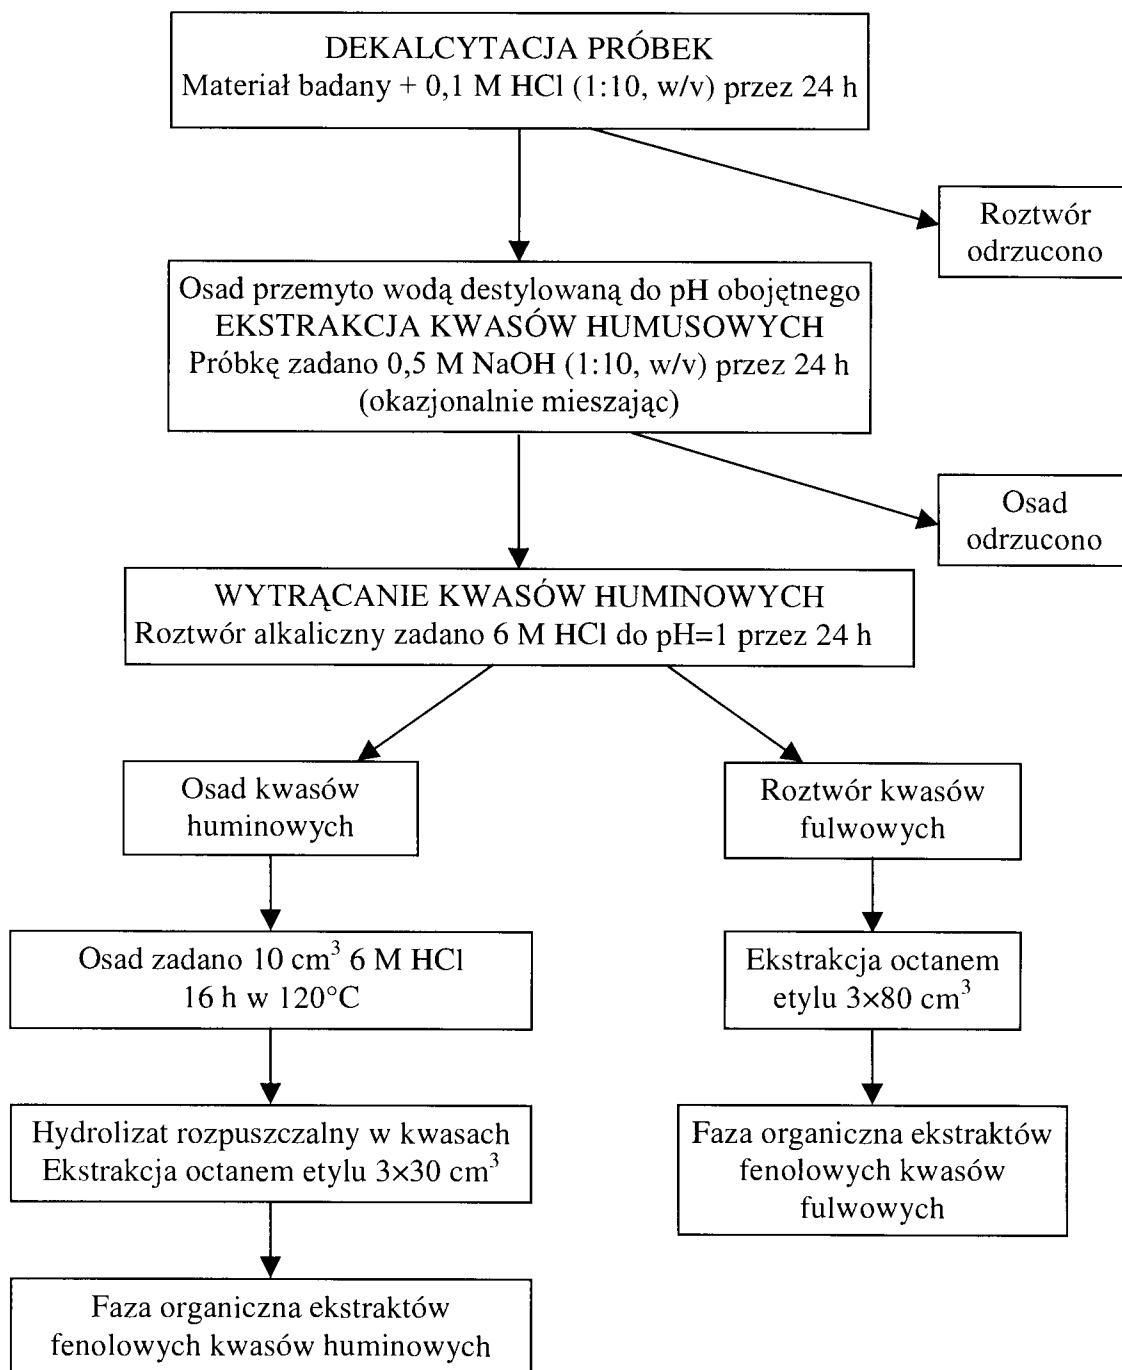 DEKALCYTACJA PRÓBEK
Materiał badany + 0,1 M HCl (1:10, w/v) przez 24 h
Roztwór
odrzucono
Osad przemyto wodą destylowaną do pH obojętnego
EKSTRAKCJA KWASÓW HUMUSOWYCH
Próbkę zadano 0,5 M NaOH (1:10, w/v) przez 24 h
(okazjonalnie mieszając)
Osad
odrzucono
WYTRĄCANIE KWASÓW HUMINOWYCH
Roztwór alkaliczny zadano 6 M HCl do pH=1 przez 24 h
Osad kwasów
huminowych
Roztwór kwasów
fulwowych
Osad zadano 10 cm³ 6 M HCl
16 h w 120°C
Ekstrakcja octanem
etylu 3×80 cm³
Hydrolizat rozpuszczalny w kwasach
Ekstrakcja octanem etylu 3×30 cm³
Faza organiczna ekstraktów
fenolowych kwasów
fulwowych
Faza organiczna ekstraktów
fenolowych kwasów huminowych